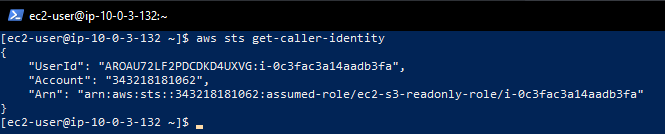 ec2-user@ip-10-0-3-132:~
[ec2-user@ip-10-0-3-132 ~]$ aws sts get-caller-identity
{
    "UserId": "AROAU72LF2PDCDKD4UXVG:i-0c3fac3a14aadb3fa",
    "Account": "343218181062",
    "Arn": "arn:aws:sts::343218181062:assumed-role/ec2-s3-readonly-role/i-0c3fac3a14aadb3fa"
}
[ec2-user@ip-10-0-3-132 ~]$